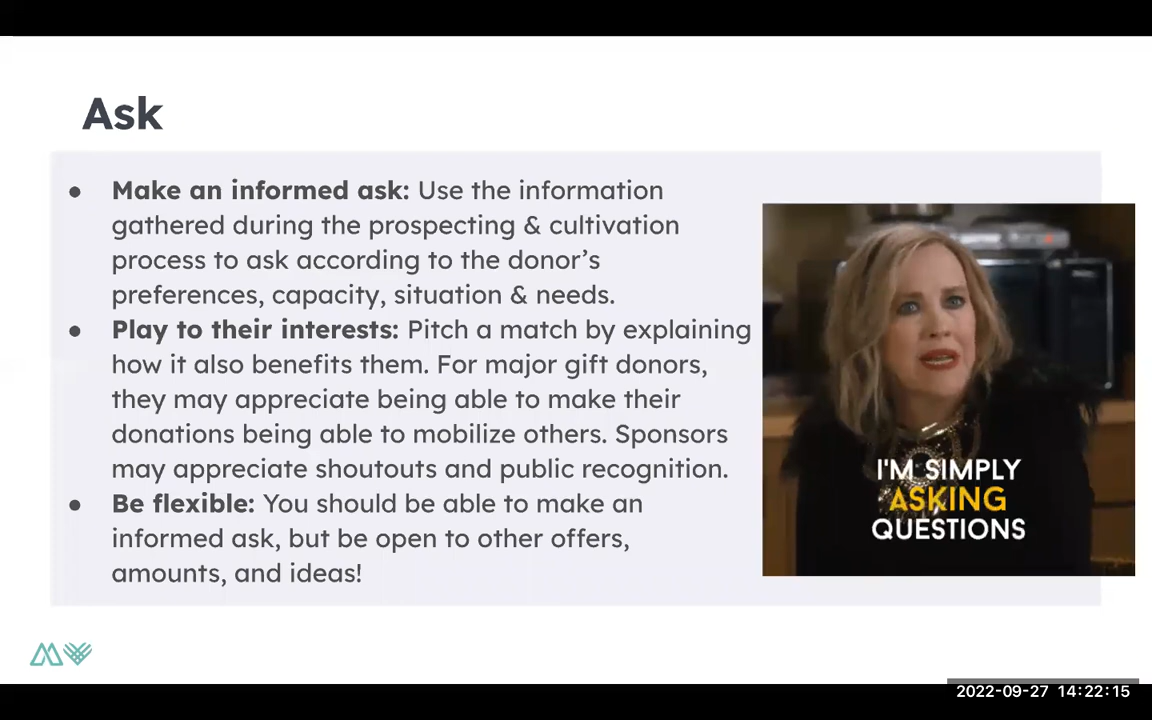 Ask
● Make an informed ask: Use the information
gathered during the prospecting & cultivation
process to ask according to the donor’s
preferences, capacity, situation & needs.
● Play to their interests: Pitch a match by explaining
how it also benefits them. For major gift donors,
they may appreciate being able to make their
donations being able to mobilize others. Sponsors
may appreciate shoutouts and public recognition.
● Be flexible: You should be able to make an
informed ask, but be open to other offers,
amounts, and ideas!
I'M SIMPLY
ASKING
QUESTIONS
2022-09-27 14:22:15